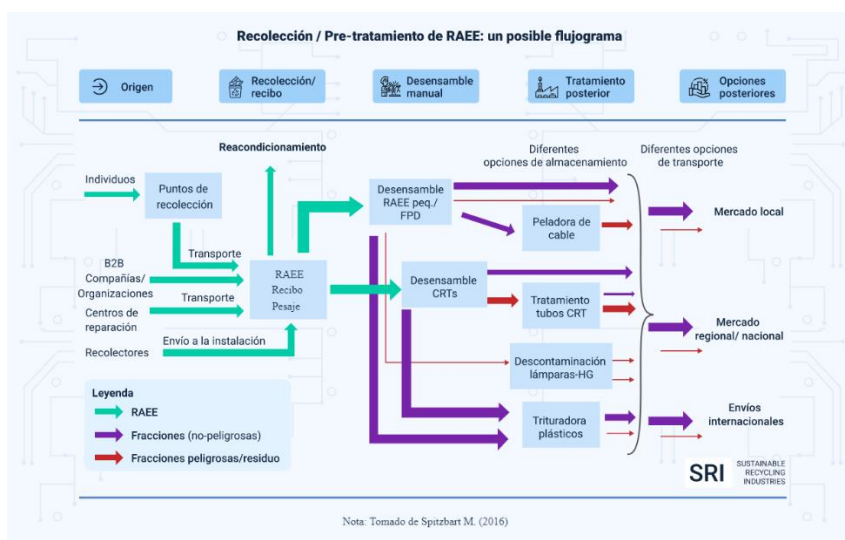 Recolección / Pre-tratamiento de RAEE: un posible flujograma
Origen
Recolección/
recibo
Desensamble
manual
Tratamiento
posterior
Opciones
posteriores
Reacondicionamiento
Diferentes
opciones de almacenamiento
Diferentes opciones
de transporte
Individuos
Puntos de
recolección
Desensamble
RAEE peq./
FPD
Peladora de
cable
Mercado local
Transporte
B2B
Compañías/
Organizaciones
Transporte
Centros de
reparación
Envío a la instalación
Recolectores
RAEE
Recibo
Pesaje
Desensamble
CRTs
Tratamiento
tubos CRT
Mercado
regional/ nacional
Descontaminación
lámparas-HG
Trituradora
plásticos
Envíos
internacionales
Leyenda
RAEE
Fracciones (no-peligrosas)
Fracciones peligrosas/residuo
SRI
SUSTAINABLE
RECYCLING
INDUSTRIES
Nota: Tomado de Spitzbart M. (2016)